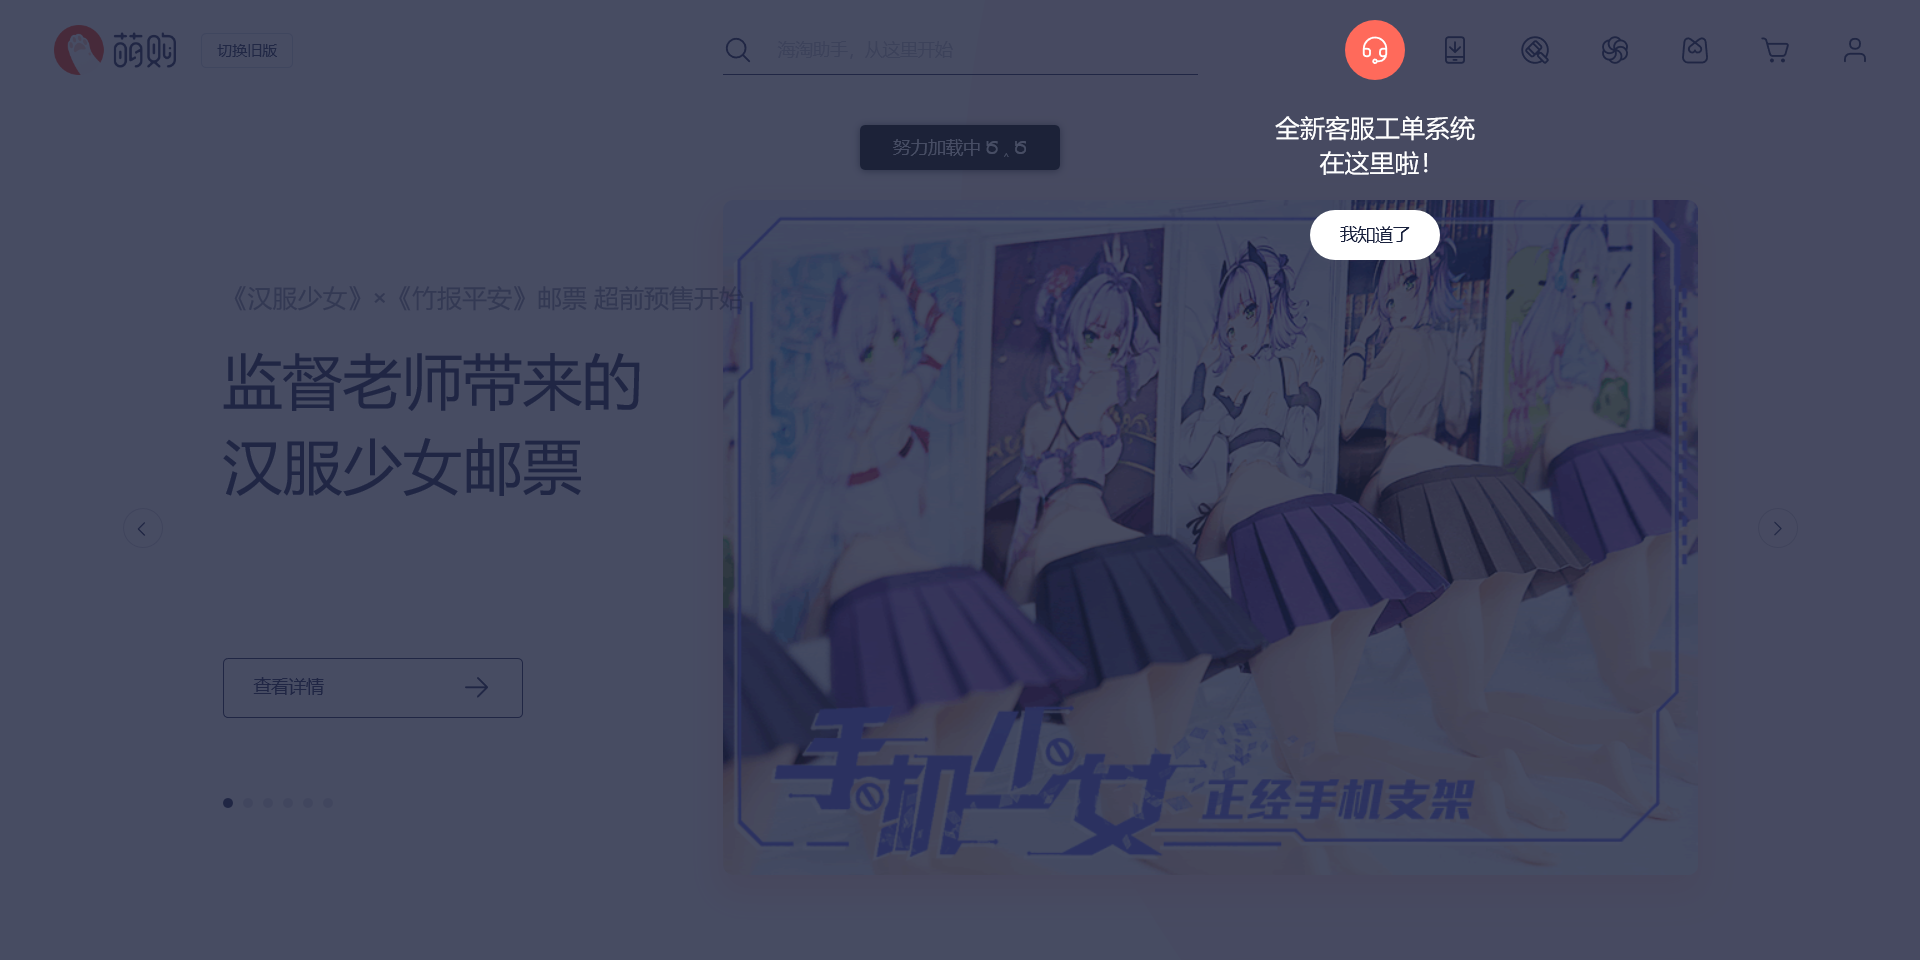 萌购
切换旧版
海淘助手，从这里开始
努力加载中
全新客服工单系统
在这里啦！
我知道了
《汉服少女》×《竹报平安》邮票 超前预售开始
监督老师带来的
汉服少女邮票
查看详情
手机少女
正经手机支架